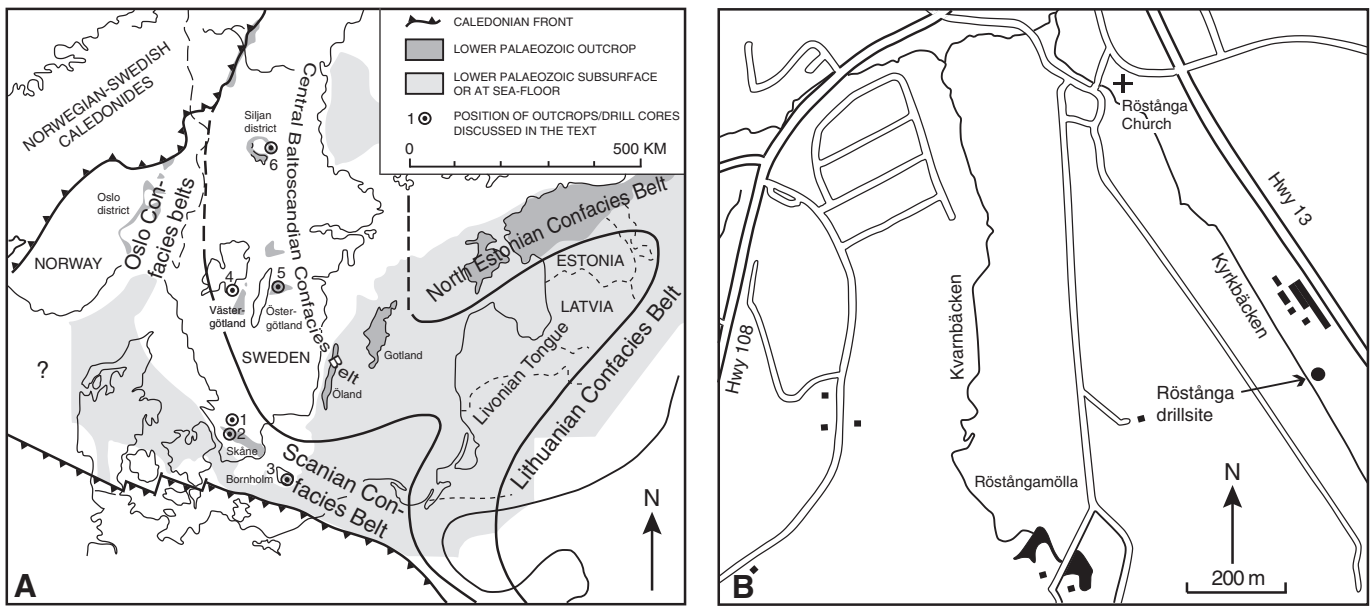 CALEDONIAN FRONT
LOWER PALAEOZOIC OUTCROP
LOWER PALAEOZOIC SUBSURFACE
OR AT SEA-FLOOR
1 POSITION OF OUTCROPS/DRILL CORES
DISCUSSED IN THE TEXT
0 500 KM
NORWEGIAN-SWEDISH
CALEDONIDES
Siljan
district
6
Central Baltoscandian Confacies Belt
Oslo
district
Oslo Con-
facies belts
NORWAY
North Estonian Confacies Belt
ESTONIA
LATVIA
4
5
Väster-
götland
Öster-
götland
SWEDEN
Gotland
Öland
Livonian Tongue
Lithuanian Confacies Belt
?
1
2
Skåne
3
Bornholm
Scanian Con-
facies Belt
N
A
Röstånga
Church
Hwy 13
Kyrkbäcken
Kvarnbäcken
Hwy 108
Röstånga
drillsite
Röstångamölla
N
200 m
B